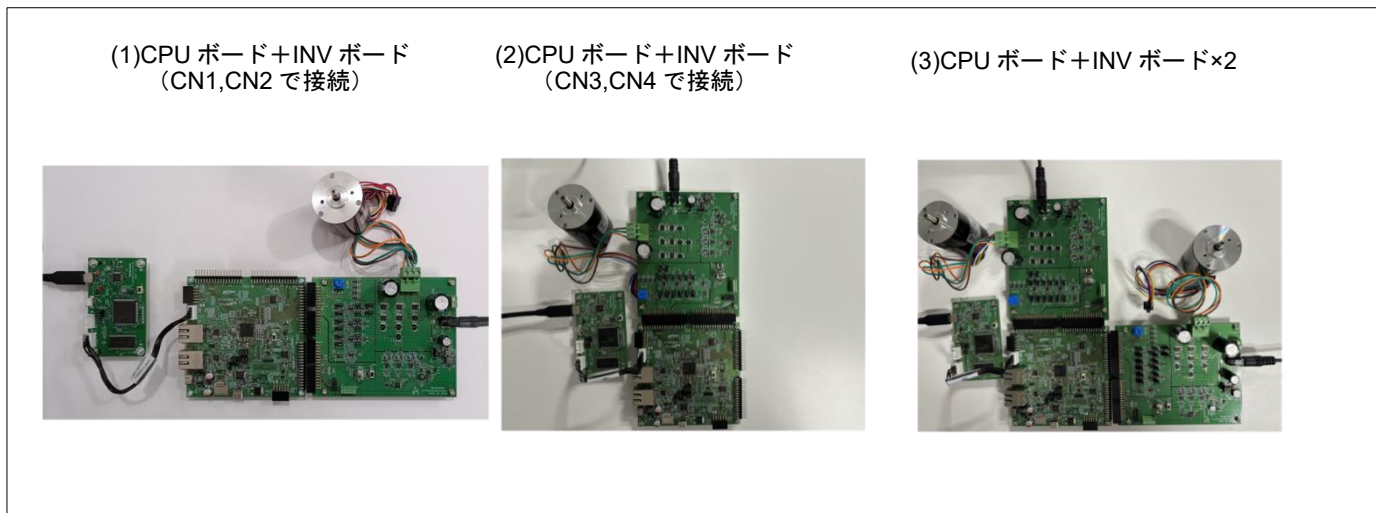 (1)CPU ボード＋INV ボード
（CN1,CN2 で接続）
(2)CPU ボード＋INV ボード
（CN3,CN4 で接続）
(3)CPU ボード＋INV ボード×2